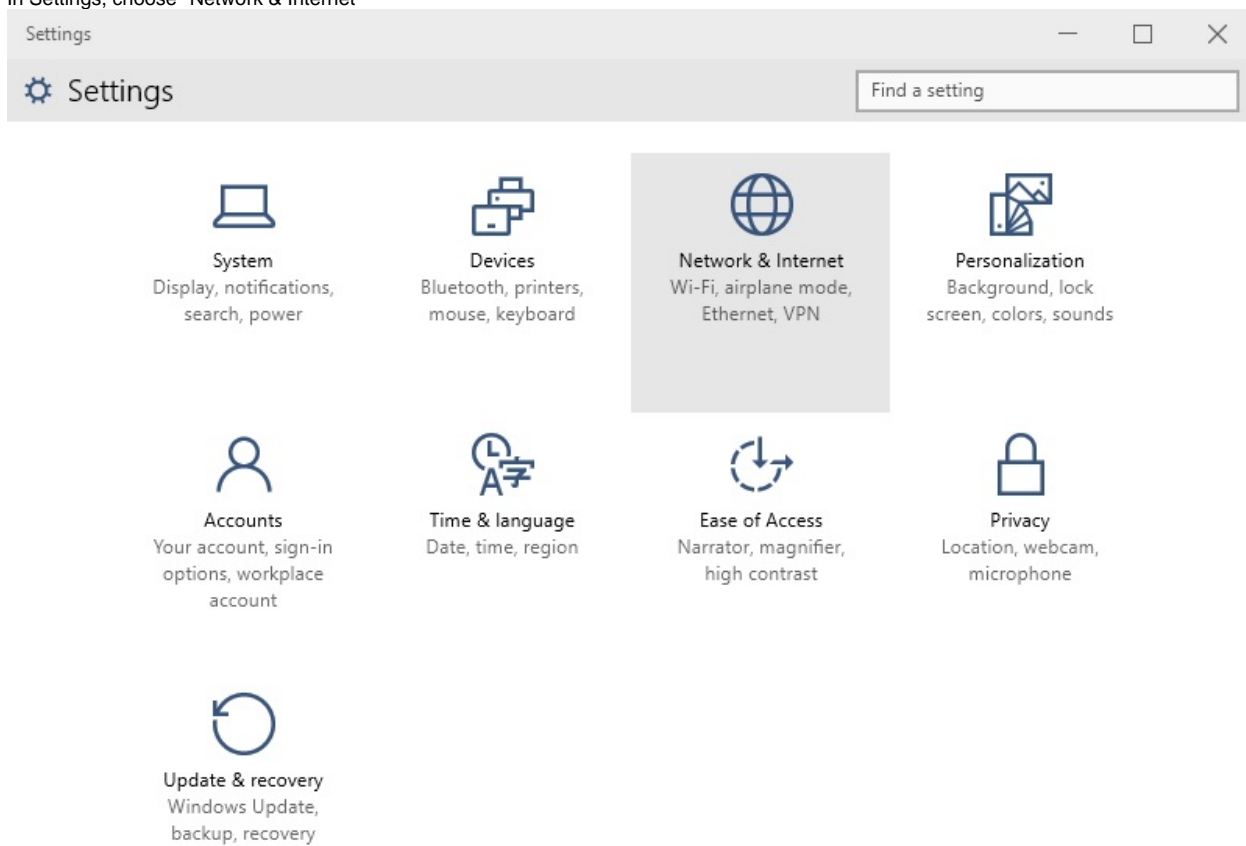 In Settings, choose "Network & Internet"
Settings
Settings
Find a setting
System
Display, notifications,
search, power
Devices
Bluetooth, printers,
mouse, keyboard
Network & Internet
Wi-Fi, airplane mode,
Ethernet, VPN
Personalization
Background, lock
screen, colors, sounds
Accounts
Your account, sign-in
options, workplace
account
Time & language
Date, time, region
Ease of Access
Narrator, magnifier,
high contrast
Privacy
Location, webcam,
microphone
Update & recovery
Windows Update,
backup, recovery